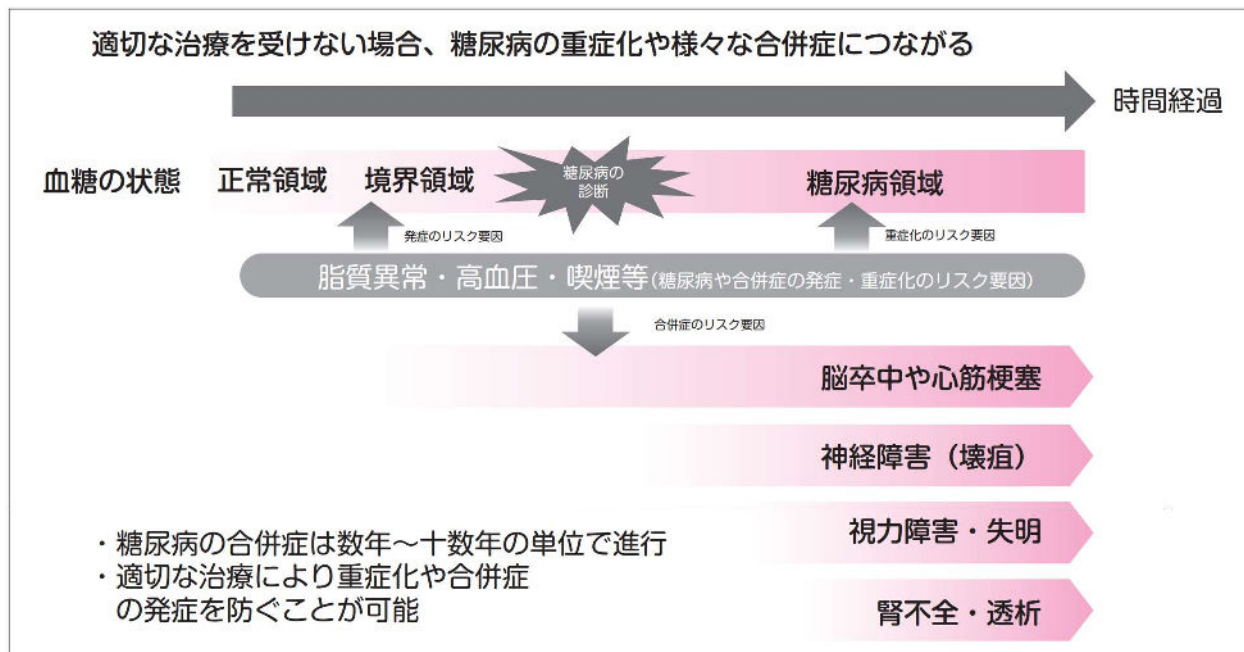 適切な治療を受けない場合、糖尿病の重症化や様々な合併症につながる
時間経過
血糖の状態
正常領域
境界領域
糖尿病の
診断
糖尿病領域
発症のリスク要因
重症化のリスク要因
脂質異常・高血圧・喫煙等(糖尿病や合併症の発症・重症化のリスク要因)
合併症のリスク要因
脳卒中や心筋梗塞
神経障害（壊疽）
視力障害・失明
腎不全・透析
・糖尿病の合併症は数年～十数年の単位で進行
・適切な治療により重症化や合併症
の発症を防ぐことが可能